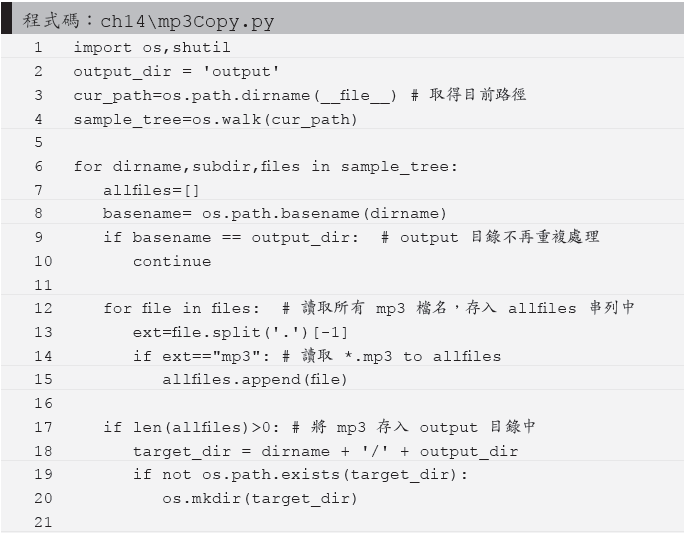 程式碼：ch14\mp3Copy.py
1 import os,shutil
2 output_dir = 'output'
3 cur_path=os.path.dirname(__file__) # 取得目前路徑
4 sample_tree=os.walk(cur_path)
5
6 for dirname,subdir,files in sample_tree:
7    allfiles=[]
8    basename= os.path.basename(dirname)
9    if basename == output_dir:  # output 目錄不再重複處理
10       continue
11
12    for file in files:  # 讀取所有 mp3 檔名，存入 allfiles 串列中
13       ext=file.split('.')[-1]
14       if ext=="mp3": # 讀取 *.mp3 to allfiles
15          allfiles.append(file)
16
17    if len(allfiles)>0: # 將 mp3 存入 output 目錄中
18       target_dir = dirname + '/' + output_dir
19       if not os.path.exists(target_dir):
20          os.mkdir(target_dir)
21